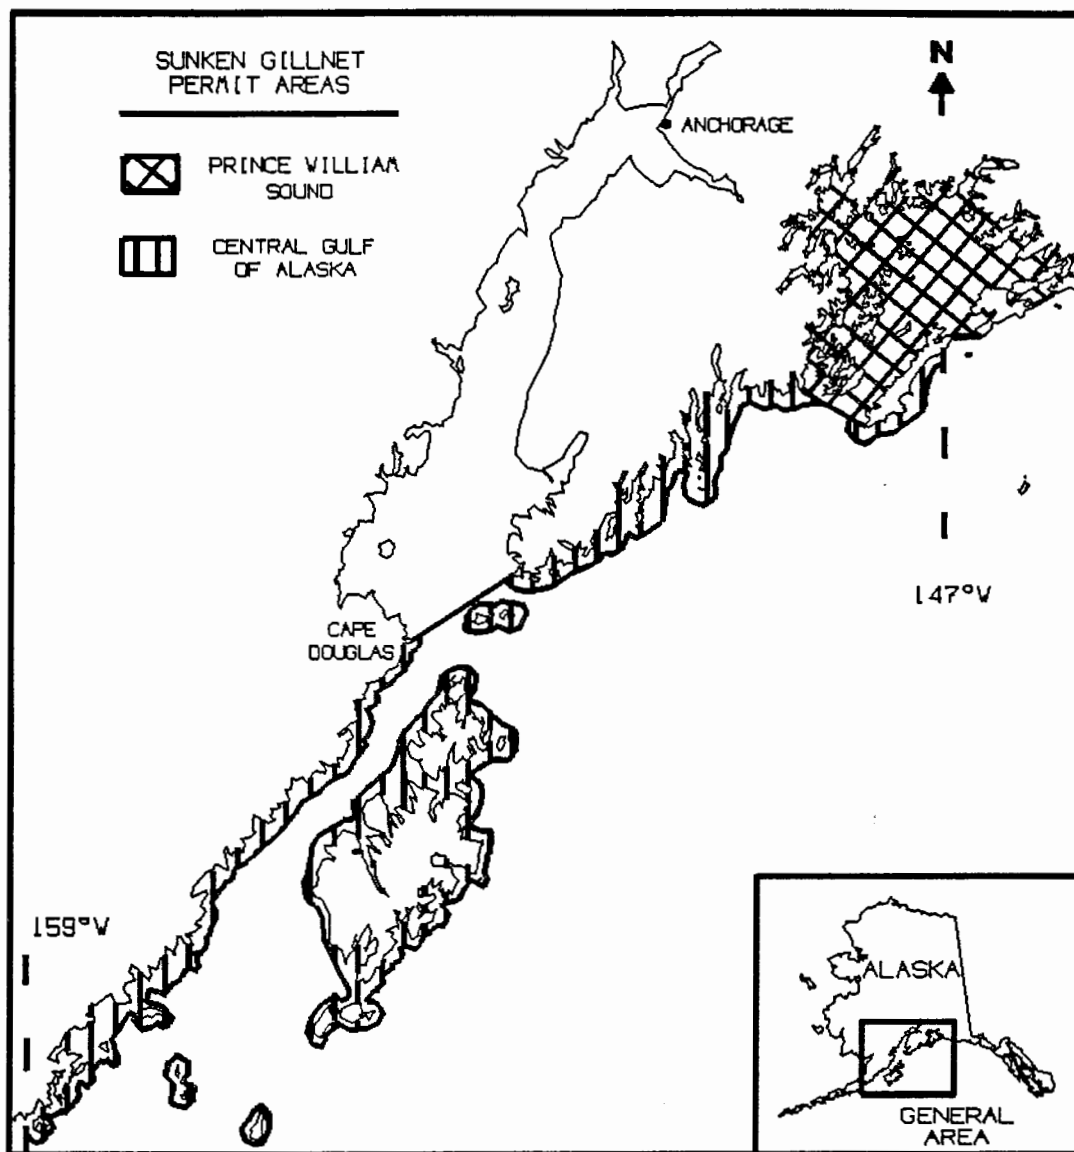 SUNKEN GILLNET
PERMIT AREAS
PRINCE WILLIAM
SOUND
CENTRAL GULF
OF ALASKA
N
ANCHORAGE
147°W
CAPE
DOUGLAS
159°W
ALASKA
GENERAL
AREA